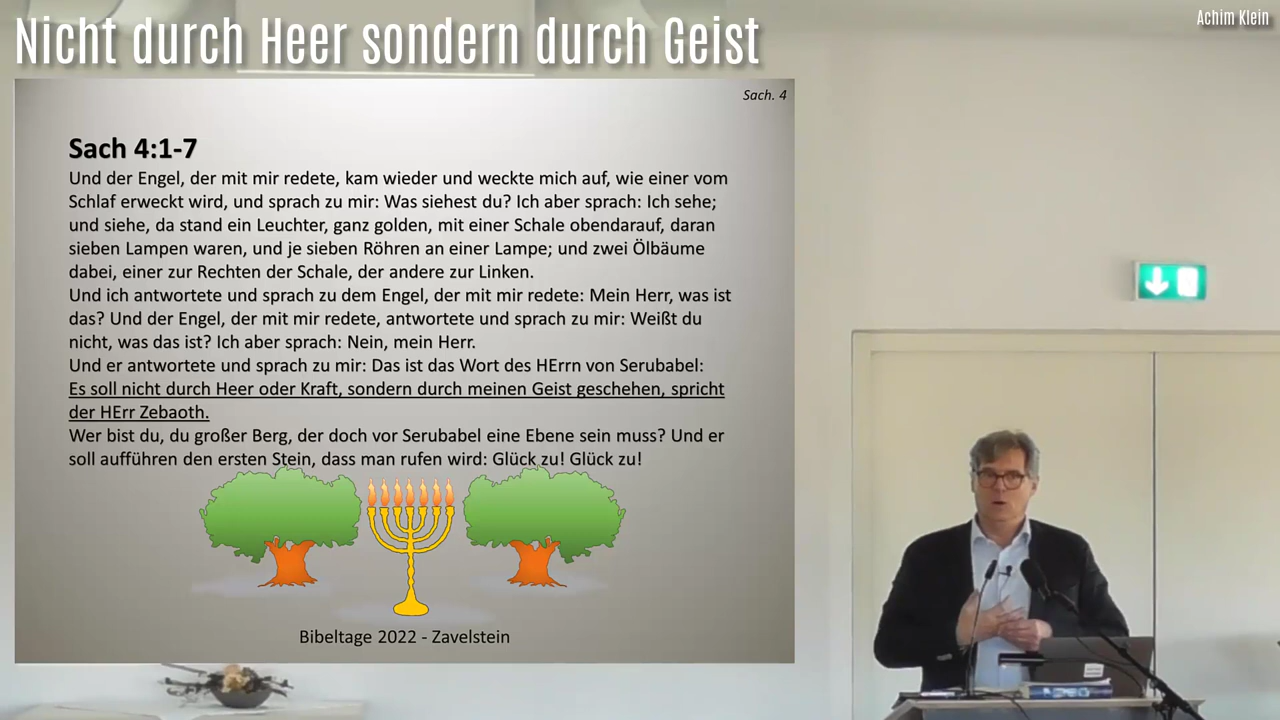 Nicht durch Heer sondern durch Geist
Achim Klein
Sach. 4
Sach 4:1-7
Und der Engel, der mit mir redete, kam wieder und weckte mich auf, wie einer vom
Schlaf erweckt wird, und sprach zu mir: Was siehest du? Ich aber sprach: Ich sehe;
und siehe, da stand ein Leuchter, ganz golden, mit einer Schale obendarauf, daran
sieben Lampen waren, und je sieben Röhren an einer Lampe; und zwei Ölbäume
dabei, einer zur Rechten der Schale, der andere zur Linken.
Und ich antwortete und sprach zu dem Engel, der mit mir redete: Mein Herr, was ist
das? Und der Engel, der mit mir redete, antwortete und sprach zu mir: Weißt du
nicht, was das ist? Ich aber sprach: Nein, mein Herr.
Und er antwortete und sprach zu mir: Das ist das Wort des HErrn von Serubabel:
Es soll nicht durch Heer oder Kraft, sondern durch meinen Geist geschehen, spricht
der HErr Zebaoth.
Wer bist du, du großer Berg, der doch vor Serubabel eine Ebene sein muss? Und er
soll aufführen den ersten Stein, dass man rufen wird: Glück zu! Glück zu!
Bibeltage 2022 - Zavelstein